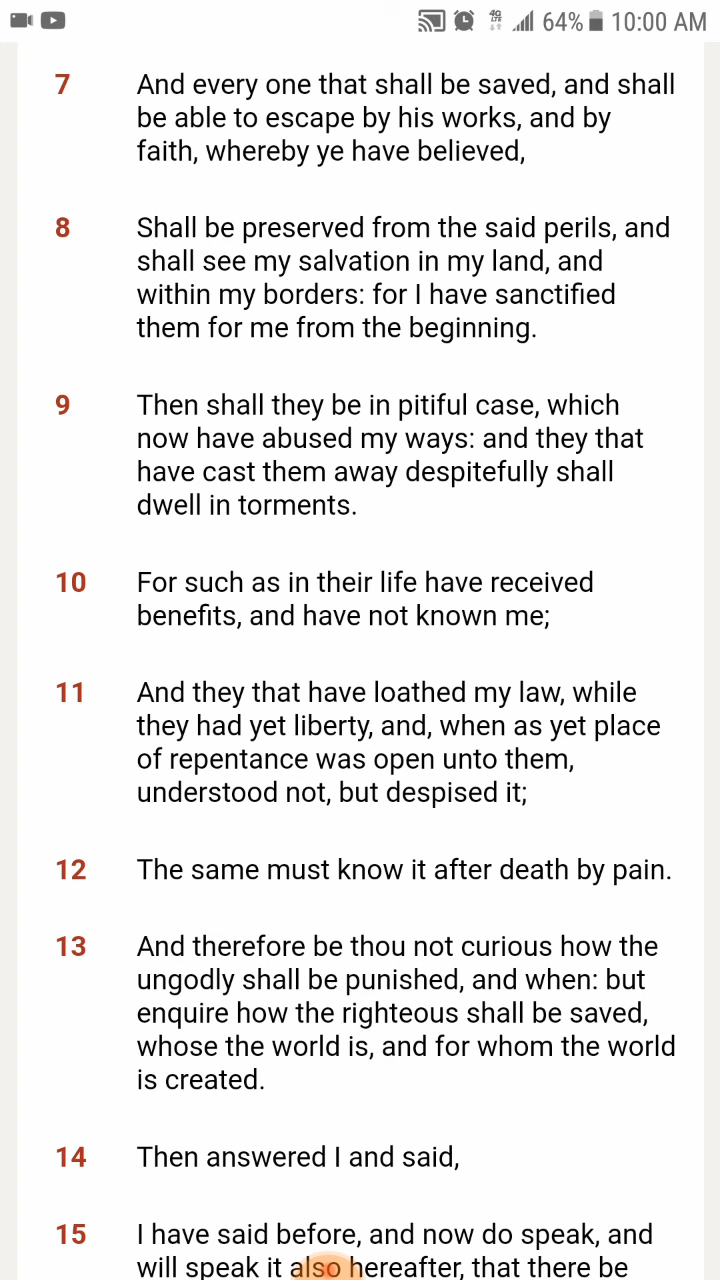 4G LTE 64% 10:00 AM
7 And every one that shall be saved, and shall
be able to escape by his works, and by
faith, whereby ye have believed,
8 Shall be preserved from the said perils, and
shall see my salvation in my land, and
within my borders: for I have sanctified
them for me from the beginning.
9 Then shall they be in pitiful case, which
now have abused my ways: and they that
have cast them away despitefully shall
dwell in torments.
10 For such as in their life have received
benefits, and have not known me;
11 And they that have loathed my law, while
they had yet liberty, and, when as yet place
of repentance was open unto them,
understood not, but despised it;
12 The same must know it after death by pain.
13 And therefore be thou not curious how the
ungodly shall be punished, and when: but
enquire how the righteous shall be saved,
whose the world is, and for whom the world
is created.
14 Then answered I and said,
15 I have said before, and now do speak, and
will speak it also hereafter, that there be